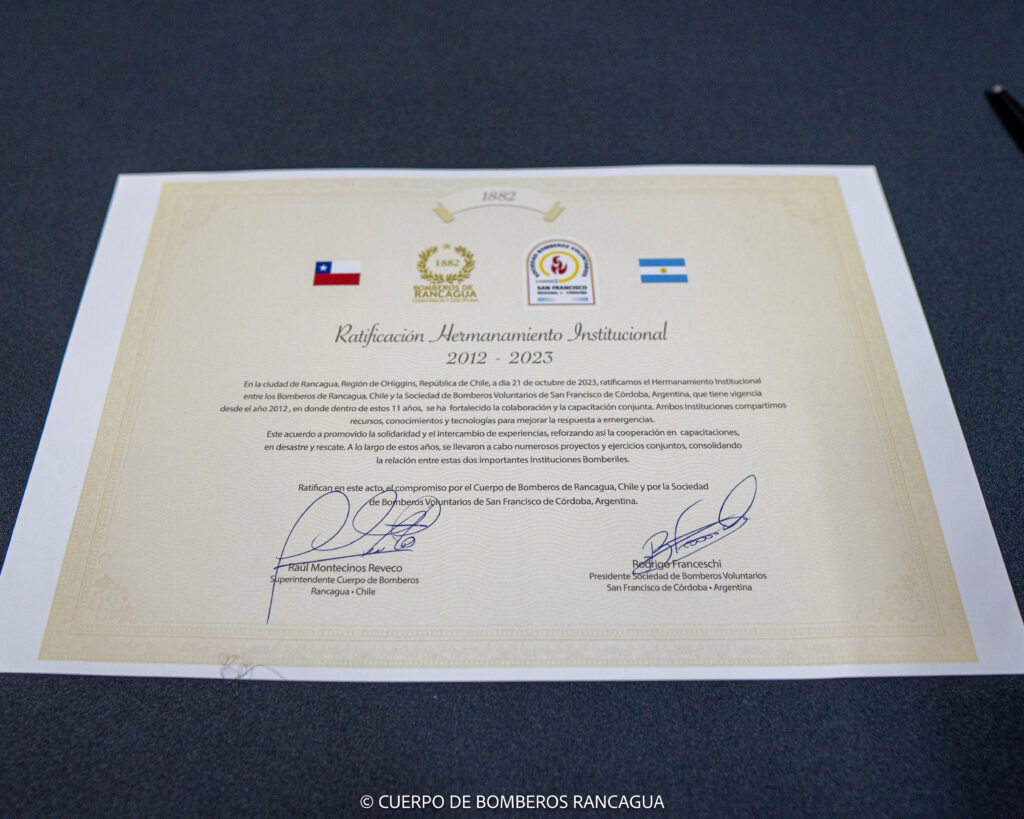 1882
1882
BOMBEROS DE
RANCAGUA
CONSTANCIA Y DISCIPLINA
SOCIEDAD BOMBEROS VOLUNTARIOS
SAN FRANCISCO
REGIONAL 1 - CÓRDOBA
Ratificación Hermanamiento Institucional
2012 - 2023
En la ciudad de Rancagua, Región de OHiggins, República de Chile, a día 21 de octubre de 2023, ratificamos el Hermanamiento Institucional
entre los Bomberos de Rancagua, Chile y la Sociedad de Bomberos Voluntarios de San Francisco de Córdoba, Argentina, que tiene vigencia
desde el año 2012, en donde dentro de estos 11 años, se ha fortalecido la colaboración y la capacitación conjunta. Ambos Instituciones compartimos
recursos, conocimientos y tecnologías para mejorar la respuesta a emergencias.
Este acuerdo a promovido la solidaridad y el intercambio de experiencias, reforzando así la cooperación en capacitaciones,
en desastre y rescate. A lo largo de estos años, se llevaron a cabo numerosos proyectos y ejercicios conjuntos, consolidando
la relación entre estas dos importantes Instituciones Bomberiles.
Ratifican en este acto, el compromiso por el Cuerpo de Bomberos de Rancagua, Chile y por la Sociedad
de Bomberos Voluntarios de San Francisco de Córdoba, Argentina.
Raúl Montecinos Reveco
Superintendente Cuerpo de Bomberos
Rancagua • Chile
Rodrigo Franceschi
Presidente Sociedad de Bomberos Voluntarios
San Francisco de Córdoba • Argentina
© CUERPO DE BOMBEROS RANCAGUA